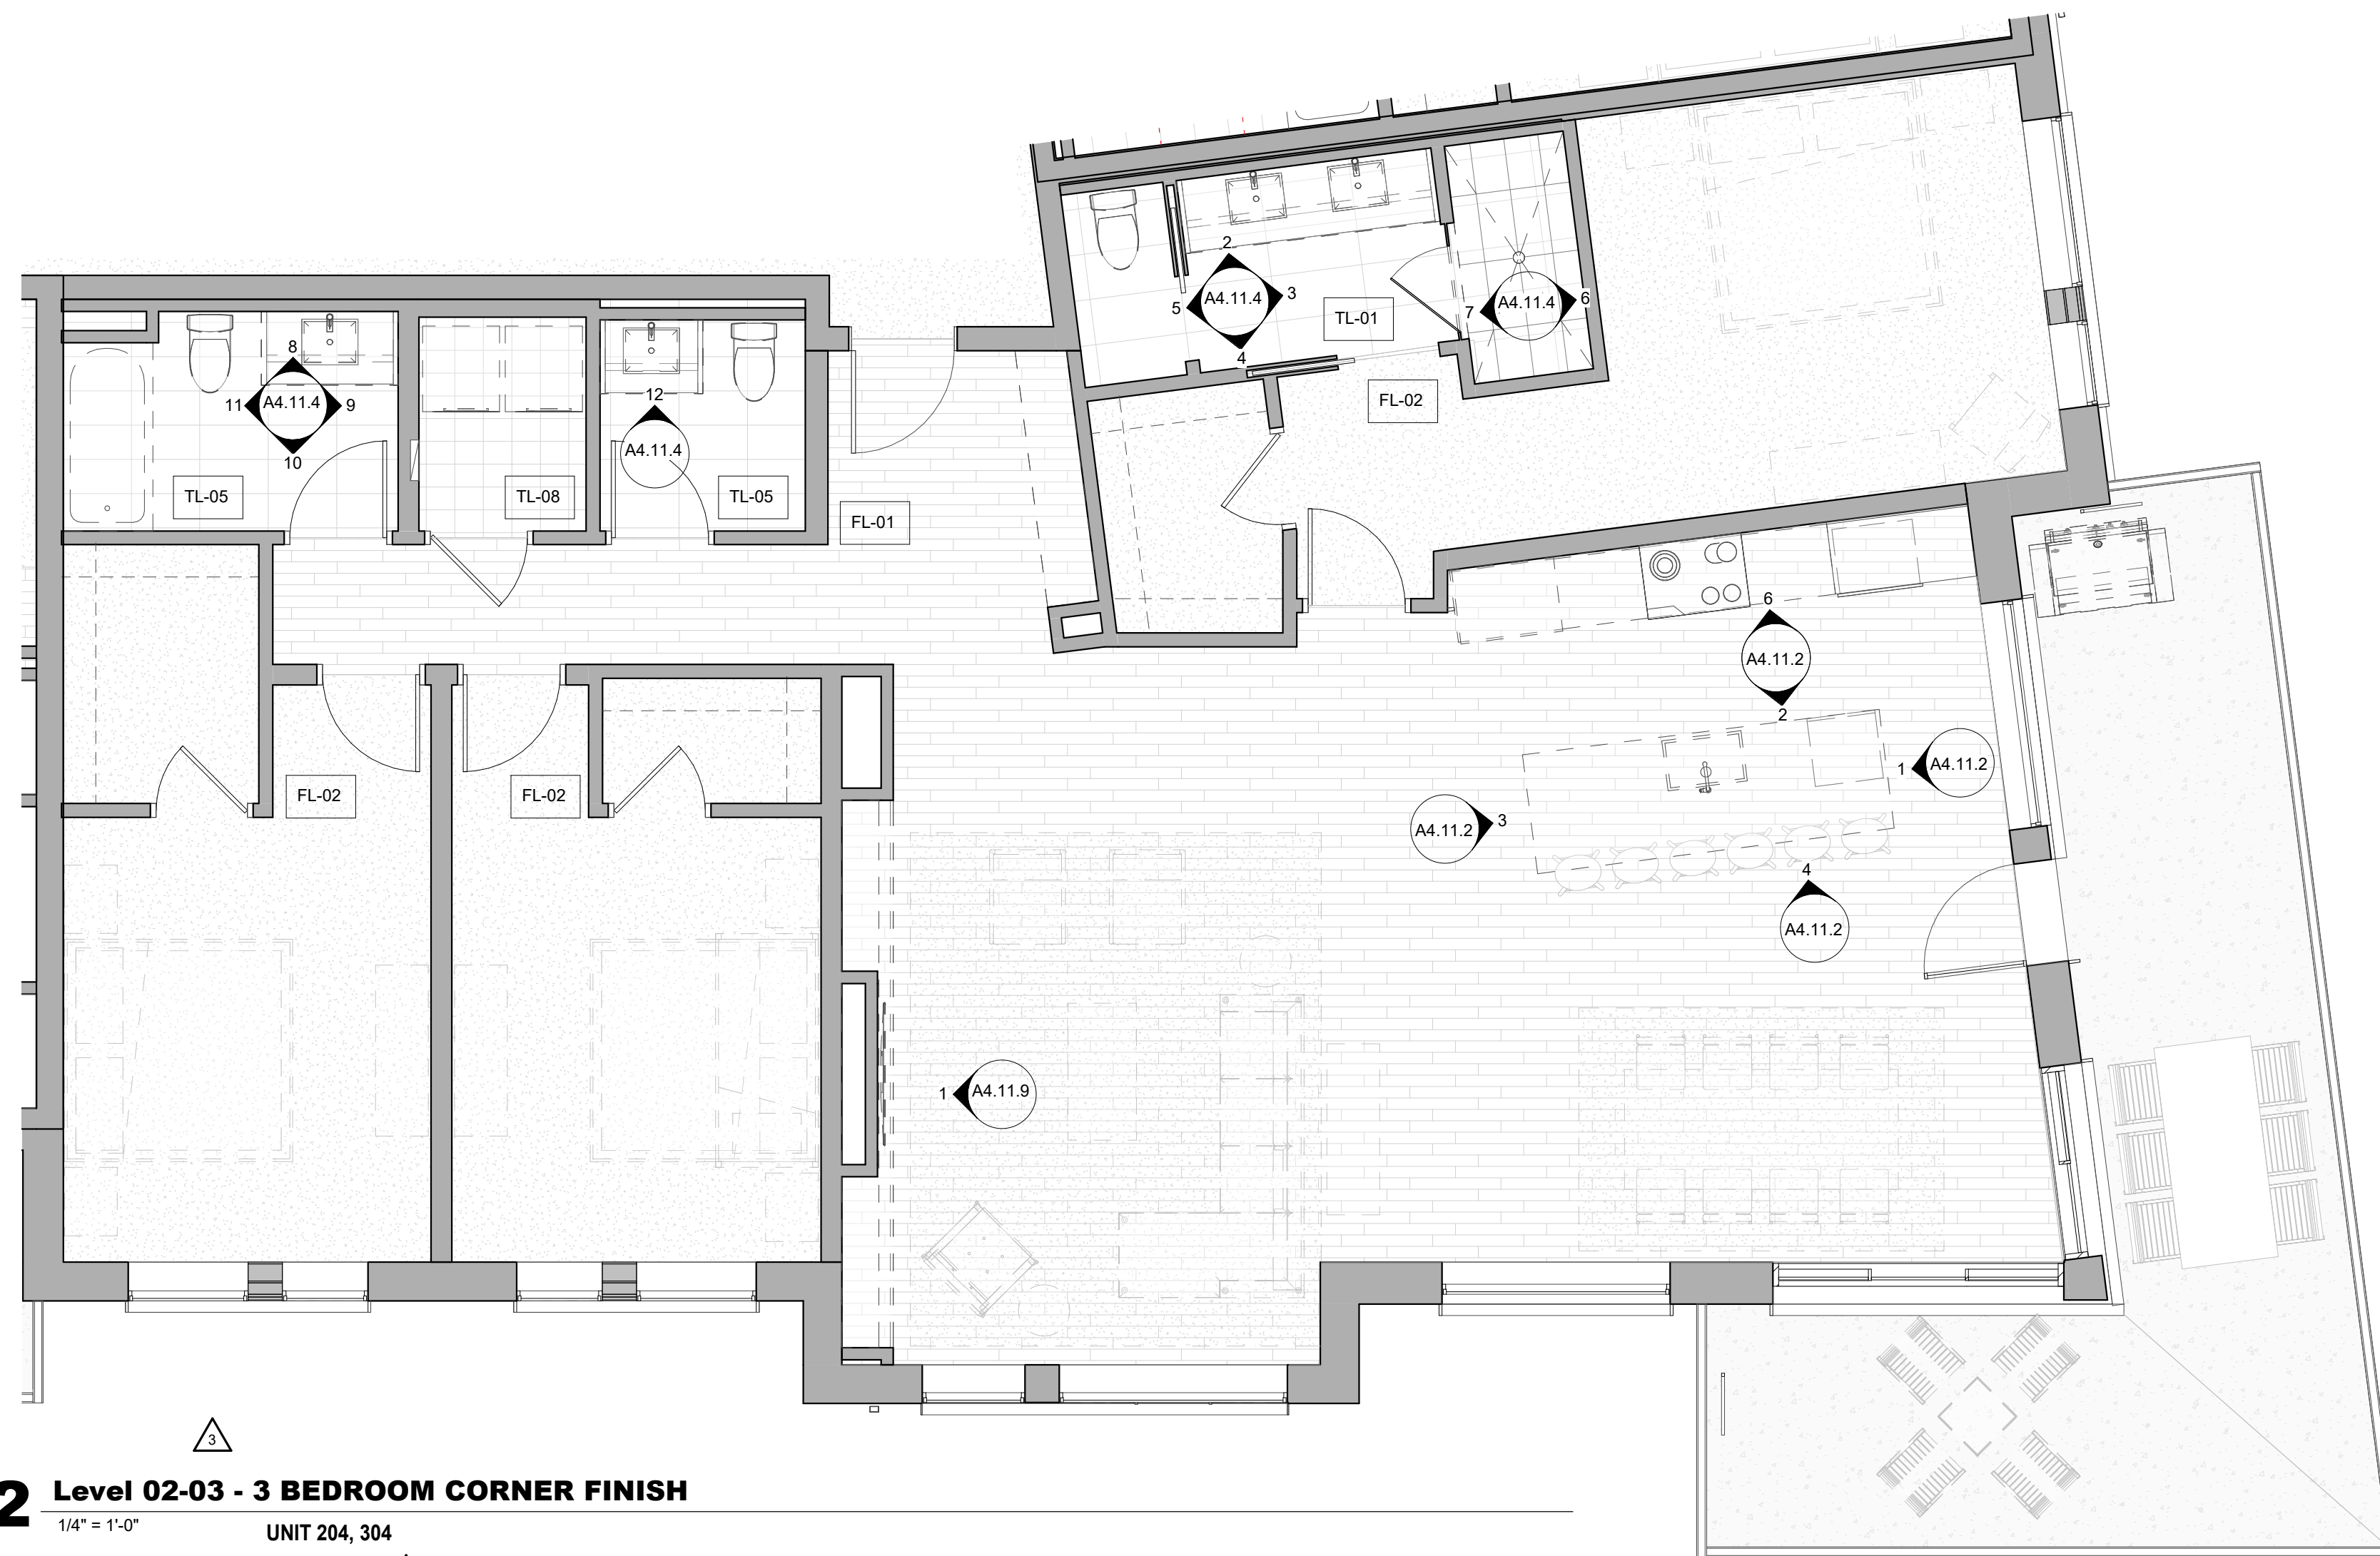 2
A4.11.4
3
5
4
TL-01
7
A4.11.4
6
8
11
A4.11.4
9
10
12
A4.11.4
FL-02
TL-05
TL-08
TL-05
FL-01
6
A4.11.2
2
1
A4.11.2
FL-02
FL-02
A4.11.2
3
4
A4.11.2
1
A4.11.9
3
2
Level 02-03 - 3 BEDROOM CORNER FINISH
1/4" = 1'-0"
UNIT 204, 304